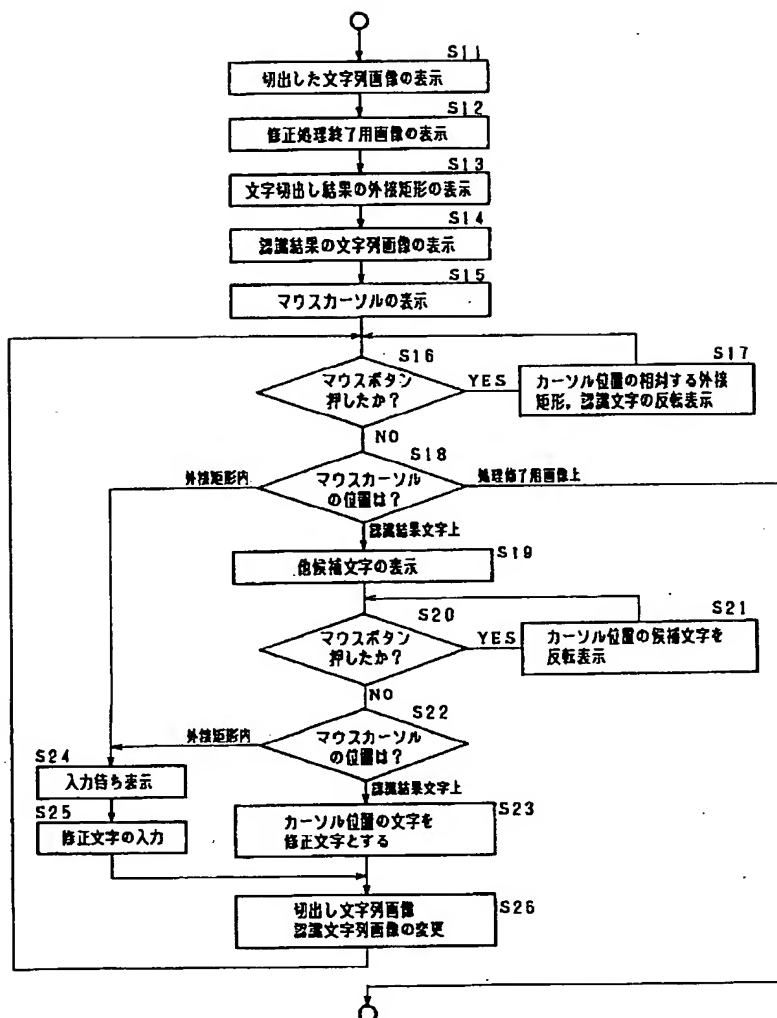 S11
切出した文字列画像の表示
S12
修正処理終了用画像の表示
S13
文字切出し結果の外接矩形の表示
S14
認識結果の文字列画像の表示
S15
マウスカーソルの表示
S16
マウスボタン
押したか?
YES
S17
カーソル位置の相対する外接
矩形,認識文字の反転表示
NO
S18
マウスカーソル
の位置は?
外接矩形内
処理修了用画像上
認識結果文字上
S19
他候補文字の表示
S20
マウスボタン
押したか?
YES
S21
カーソル位置の候補文字を
反転表示
NO
S22
マウスカーソル
の位置は?
外接矩形内
認識結果文字上
S24
入力待ち表示
S25
修正文字の入力
S23
カーソル位置の文字を
修正文字とする
S26
切出し文字列画像
認識文字列画像の変更